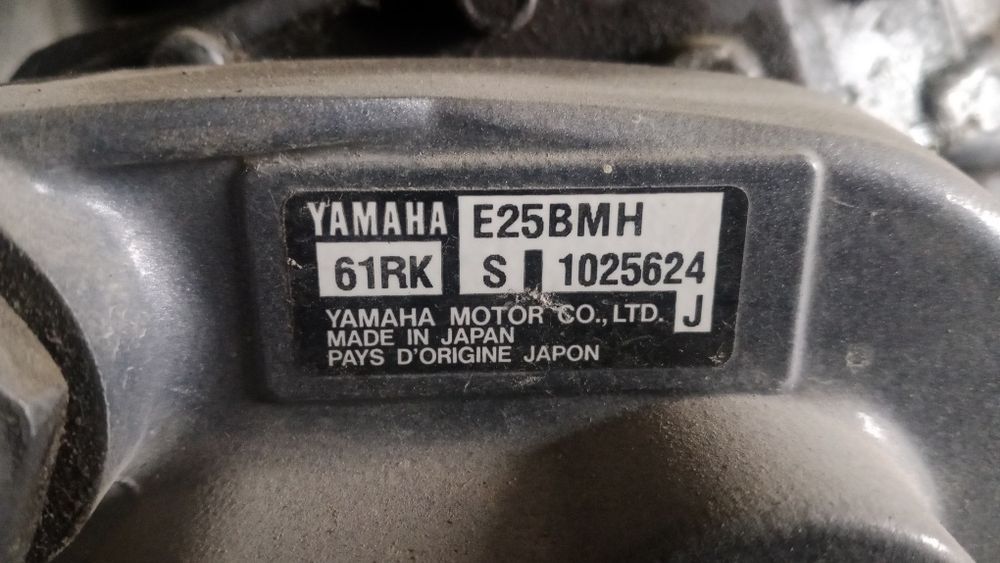 YAMAHA E25BMH
61RK S 1025624
YAMAHA MOTOR CO., LTD. J
MADE IN JAPAN
PAYS D'ORIGINE JAPON